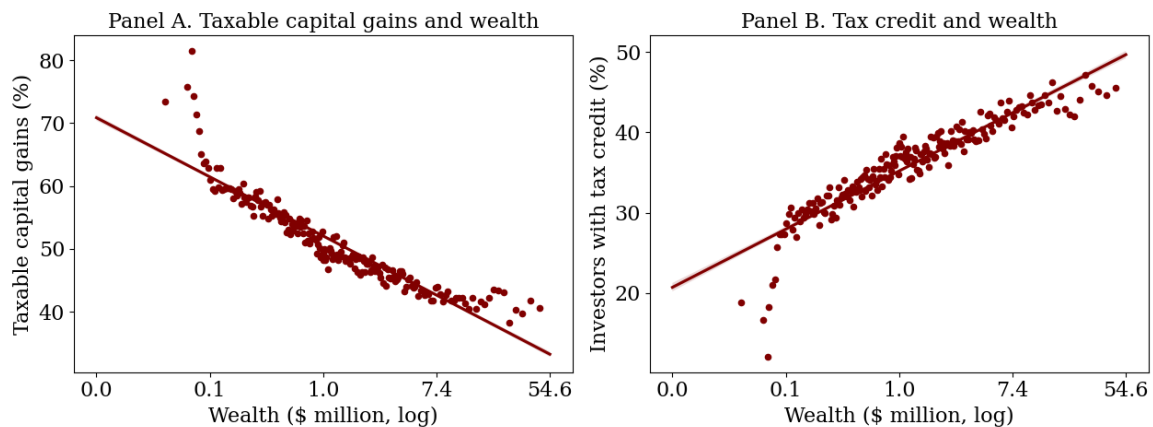 Panel A. Taxable capital gains and wealth
80
70
60
50
40
Taxable capital gains (%)
0.0 0.1 1.0 7.4 54.6
Wealth ($ million, log)
Panel B. Tax credit and wealth
50
40
30
20
Investors with tax credit (%)
0.0 0.1 1.0 7.4 54.6
Wealth ($ million, log)